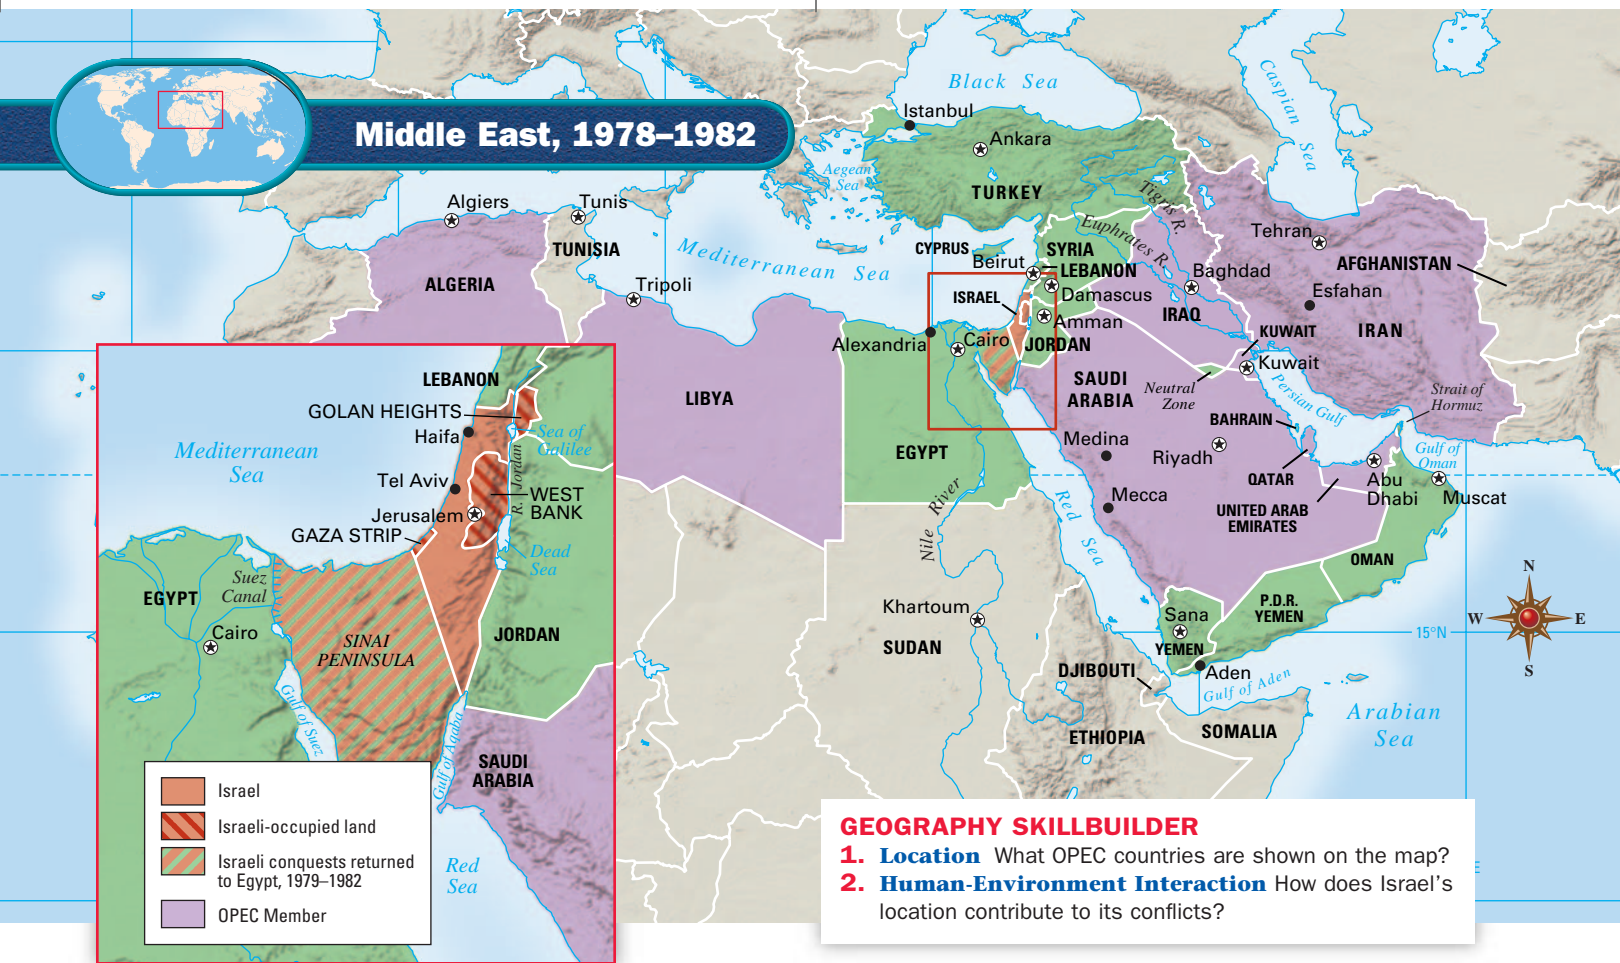 Middle East, 1978–1982
Black Sea
Caspian
Sea
Istanbul
Ankara
TURKEY
Aegean
Sea
Tigris R.
Euphrates R.
Algiers
Tunis
TUNISIA
ALGERIA
Tripoli
Mediterranean Sea
CYPRUS
SYRIA
Beirut
LEBANON
Damascus
ISRAEL
Amman
JORDAN
Alexandria
Cairo
Baghdad
IRAQ
Tehran
AFGHANISTAN
Esfahan
IRAN
KUWAIT
Kuwait
Neutral
Zone
Persian Gulf
Strait of
Hormuz
BAHRAIN
QATAR
Gulf of
Oman
Abu
Dhabi
Muscat
UNITED ARAB
EMIRATES
OMAN
SAUDI
ARABIA
Medina
Riyadh
Mecca
LIBYA
EGYPT
Nile River
Red
Sea
Khartoum
SUDAN
Sana
YEMEN
P.D.R.
YEMEN
Aden
Gulf of Aden
DJIBOUTI
ETHIOPIA
SOMALIA
Arabian
Sea
15°N
N
W
E
S
LEBANON
GOLAN HEIGHTS
Haifa
Sea of
Galilee
Mediterranean
Sea
Tel Aviv
R. Jordan
WEST
BANK
Jerusalem
GAZA STRIP
Dead
Sea
Suez
Canal
EGYPT
Cairo
SINAI
PENINSULA
JORDAN
Gulf of Suez
Gulf of Aqaba
SAUDI
ARABIA
Red
Sea
Israel
Israeli-occupied land
Israeli conquests returned
to Egypt, 1979–1982
OPEC Member
GEOGRAPHY SKILLBUILDER
1. Location What OPEC countries are shown on the map?
2. Human-Environment Interaction How does Israel's
location contribute to its conflicts?
E